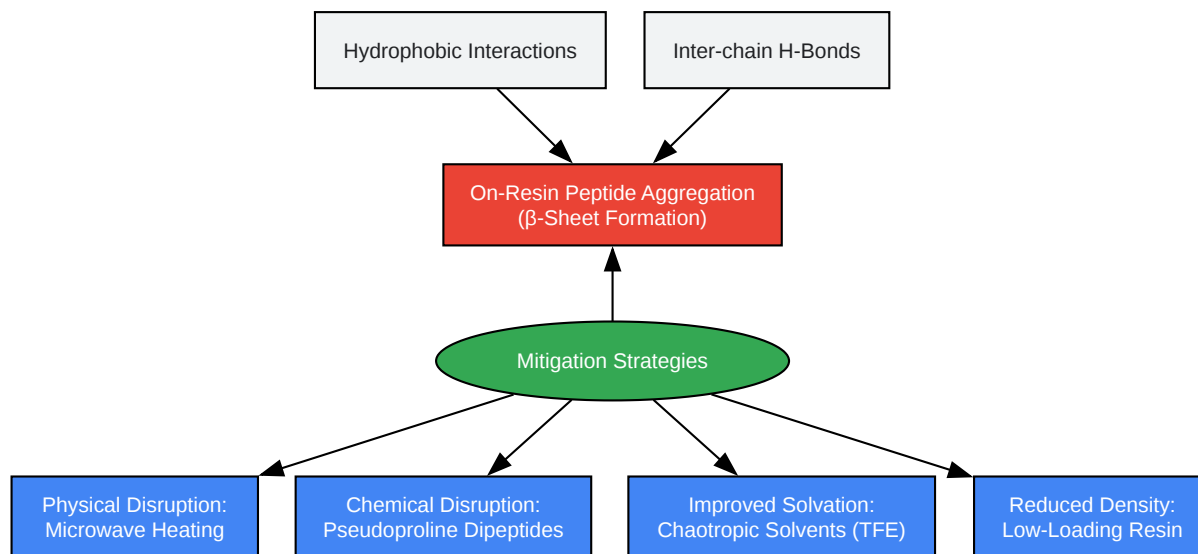 Hydrophobic Interactions
Inter-chain H-Bonds
On-Resin Peptide Aggregation
(β-Sheet Formation)
Mitigation Strategies
Physical Disruption:
Microwave Heating
Chemical Disruption:
Pseudoproline Dipeptides
Improved Solvation:
Chaotropic Solvents (TFE)
Reduced Density:
Low-Loading Resin